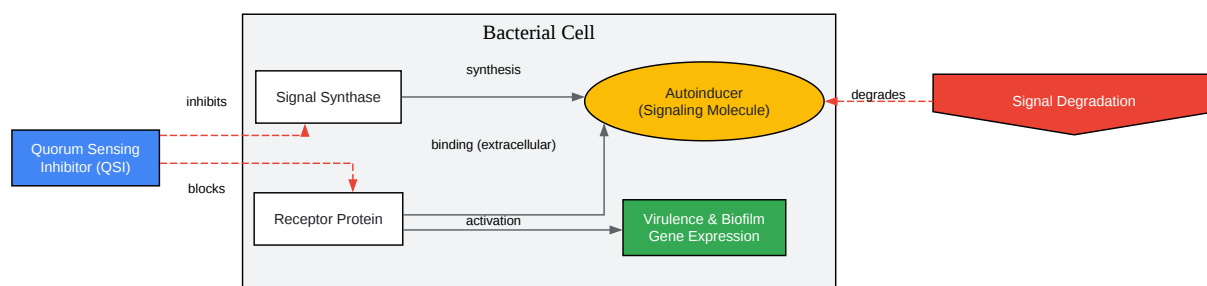 Bacterial Cell
synthesis
Signal Synthase
Autoinducer
(Signaling Molecule)
degrades
Signal Degradation
inhibits
Quorum Sensing
Inhibitor (QSI)
binding (extracellular)
blocks
Receptor Protein
activation
Virulence & Biofilm
Gene Expression